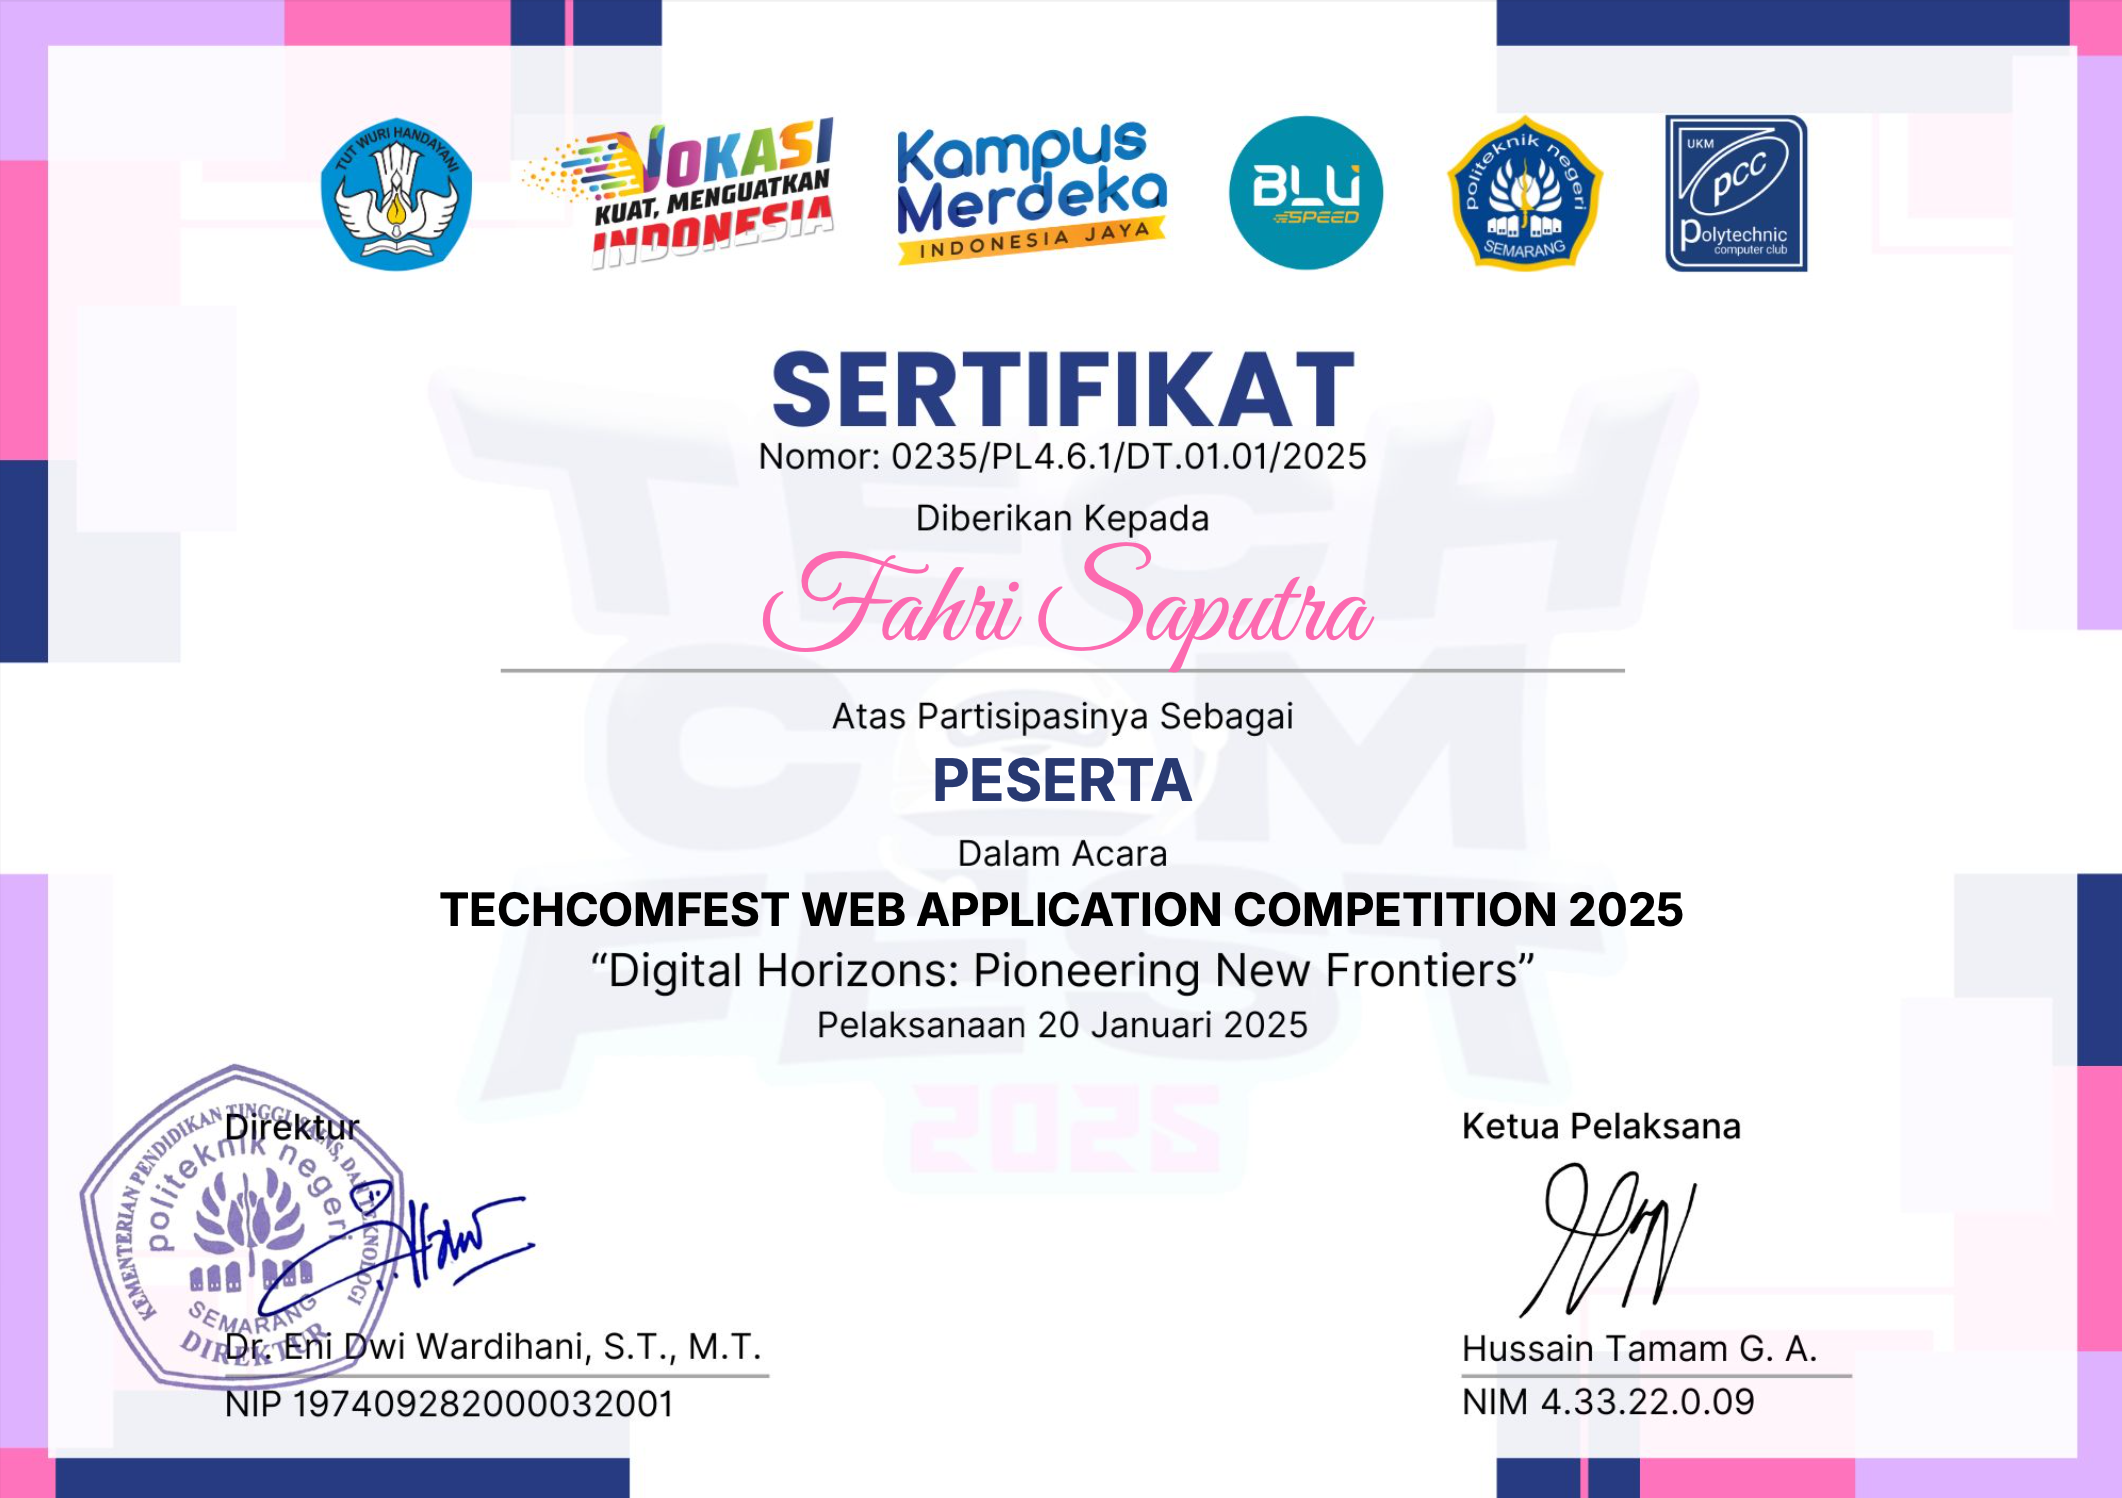 TUT WURI HANDAYANI
VOKASI
KUAT, MENGUATKAN
INDONESIA
Kampus
Merdeka
INDONESIA JAYA
BLU
SPEED
politeknik negeri
SEMARANG
UKM
pcc
Polytechnic
computer club
SERTIFIKAT
Nomor: 0235/PL4.6.1/DT.01.01/2025
Diberikan Kepada
Fahri Saputra
Atas Partisipasinya Sebagai
PESERTA
Dalam Acara
TECHCOMFEST WEB APPLICATION COMPETITION 2025
“Digital Horizons: Pioneering New Frontiers”
Pelaksanaan 20 Januari 2025
TECH
COM
FEST
2025
Direktur
KEMENTERIAN PENDIDIKAN TINGGI, SAINS, DAN TEKNOLOGI
politeknik negeri
SEMARANG
DIREKTUR
Dr. Eni Dwi Wardihani, S.T., M.T.
NIP 197409282000032001
Ketua Pelaksana
Hussain Tamam G. A.
NIM 4.33.22.0.09